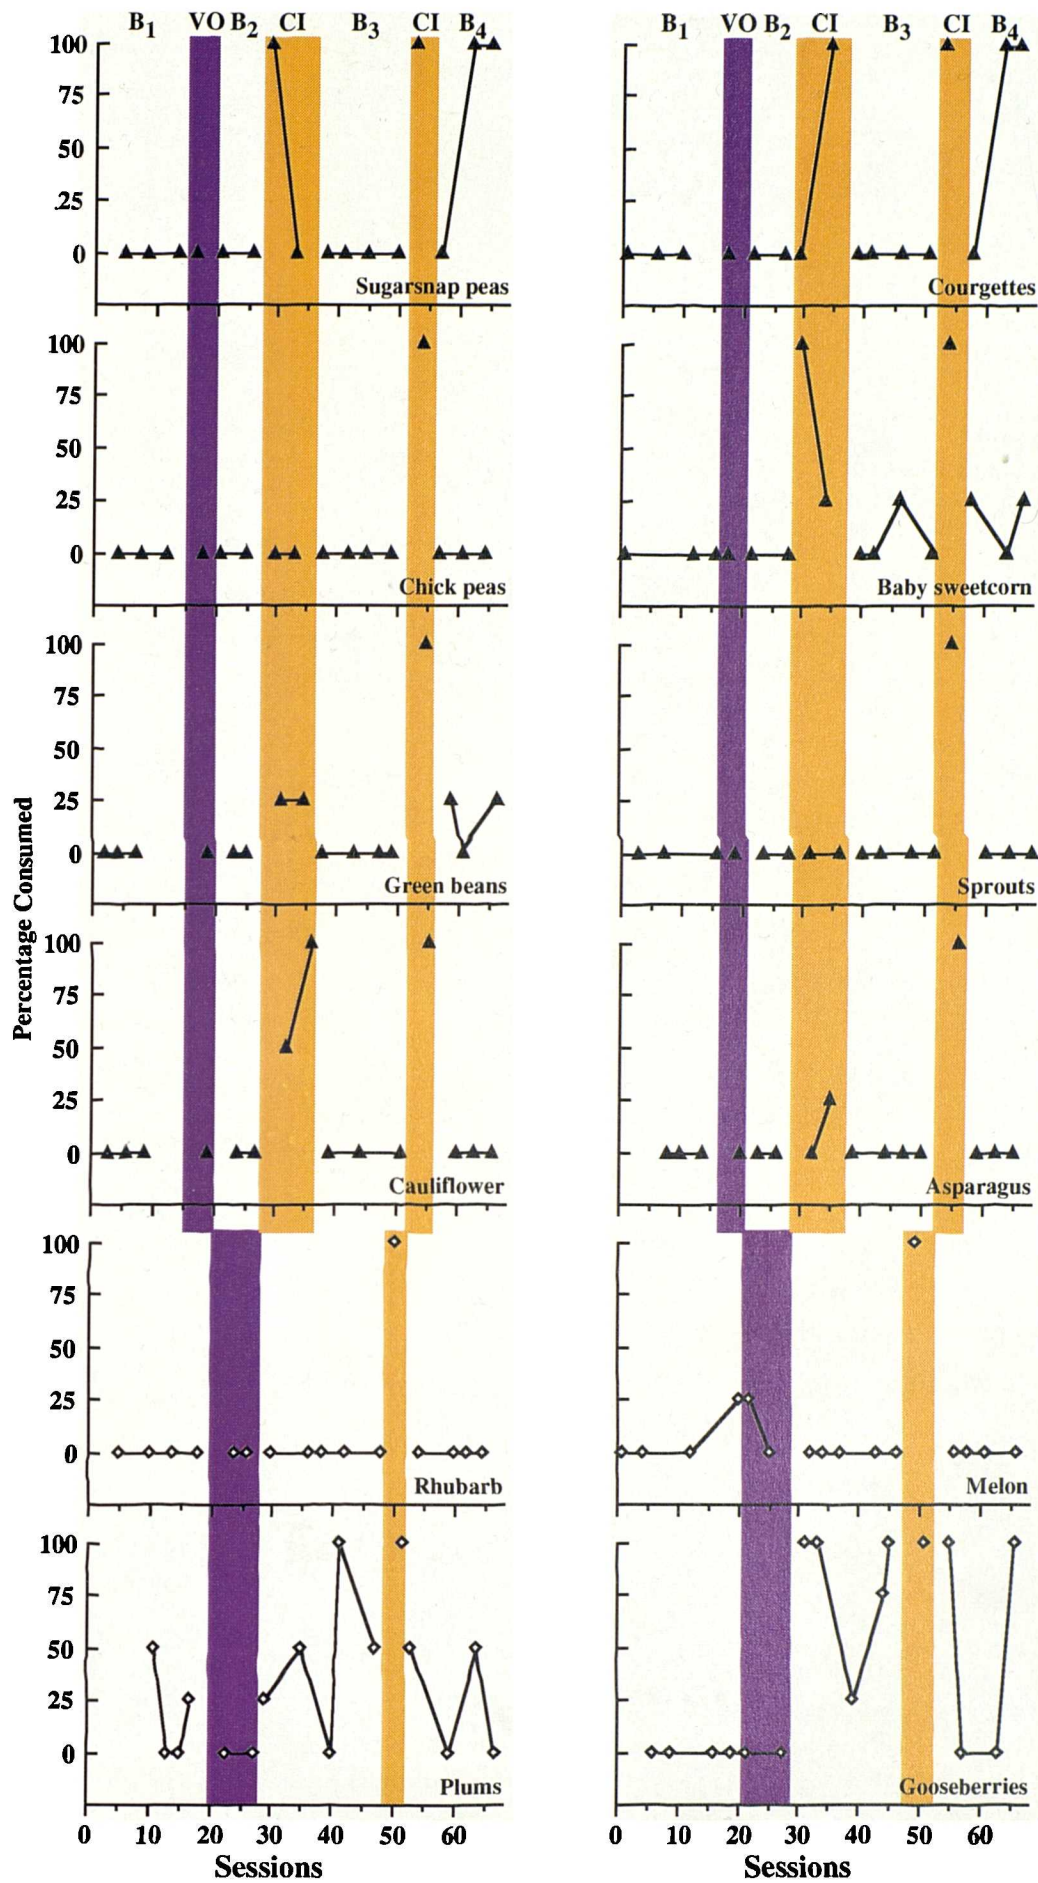 B1 VO B2 CI B3 CI B4
B1 VO B2 CI B3 CI B4
100
75
50
25
0
Sugarsnap peas
Courgettes
100
75
50
25
0
Chick peas
Baby sweetcorn
100
75
50
25
0
Green beans
Sprouts
Percentage Consumed
100
75
50
25
0
Cauliflower
Asparagus
100
75
50
25
0
Rhubarb
Melon
100
75
50
25
0
Plums
Gooseberries
0 10 20 30 40 50 60
0 10 20 30 40 50 60
Sessions
Sessions